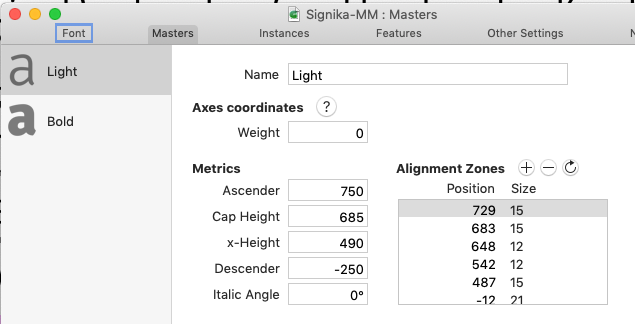 Signika-MM : Masters
Font Masters Instances Features Other Settings
a Light
a Bold
Name Light
Axes coordinates ?
Weight 0
Metrics
Ascender 750
Cap Height 685
x-Height 490
Descender -250
Italic Angle 0°
Alignment Zones
Position Size
729 15
683 15
648 12
542 12
487 15
-12 21